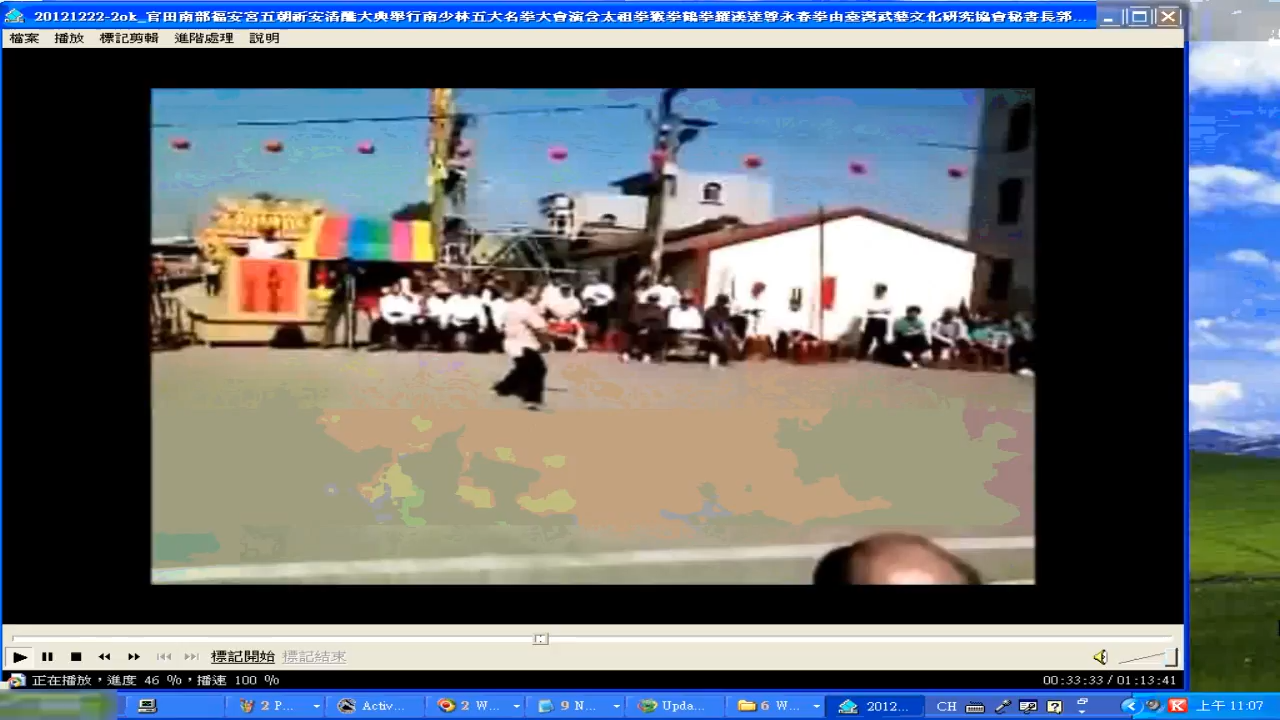 20121222-2ok_官田南部福安宮五朝祈安清醮大典舉行南少林五大名拳大會演含太祖拳猴拳鶴拳羅漢達尊永春拳由臺灣武藝文化研究協會秘書長郭...
檔案 播放 標記剪輯 進階處理 說明
標記開始 標記結束
正在播放，進度 46 %，播速 100 %
00:33:33 / 01:13:41
2 P... Activ... 2 W... 9 N... Upda... 6 W... 2012... CH 上午 11:07